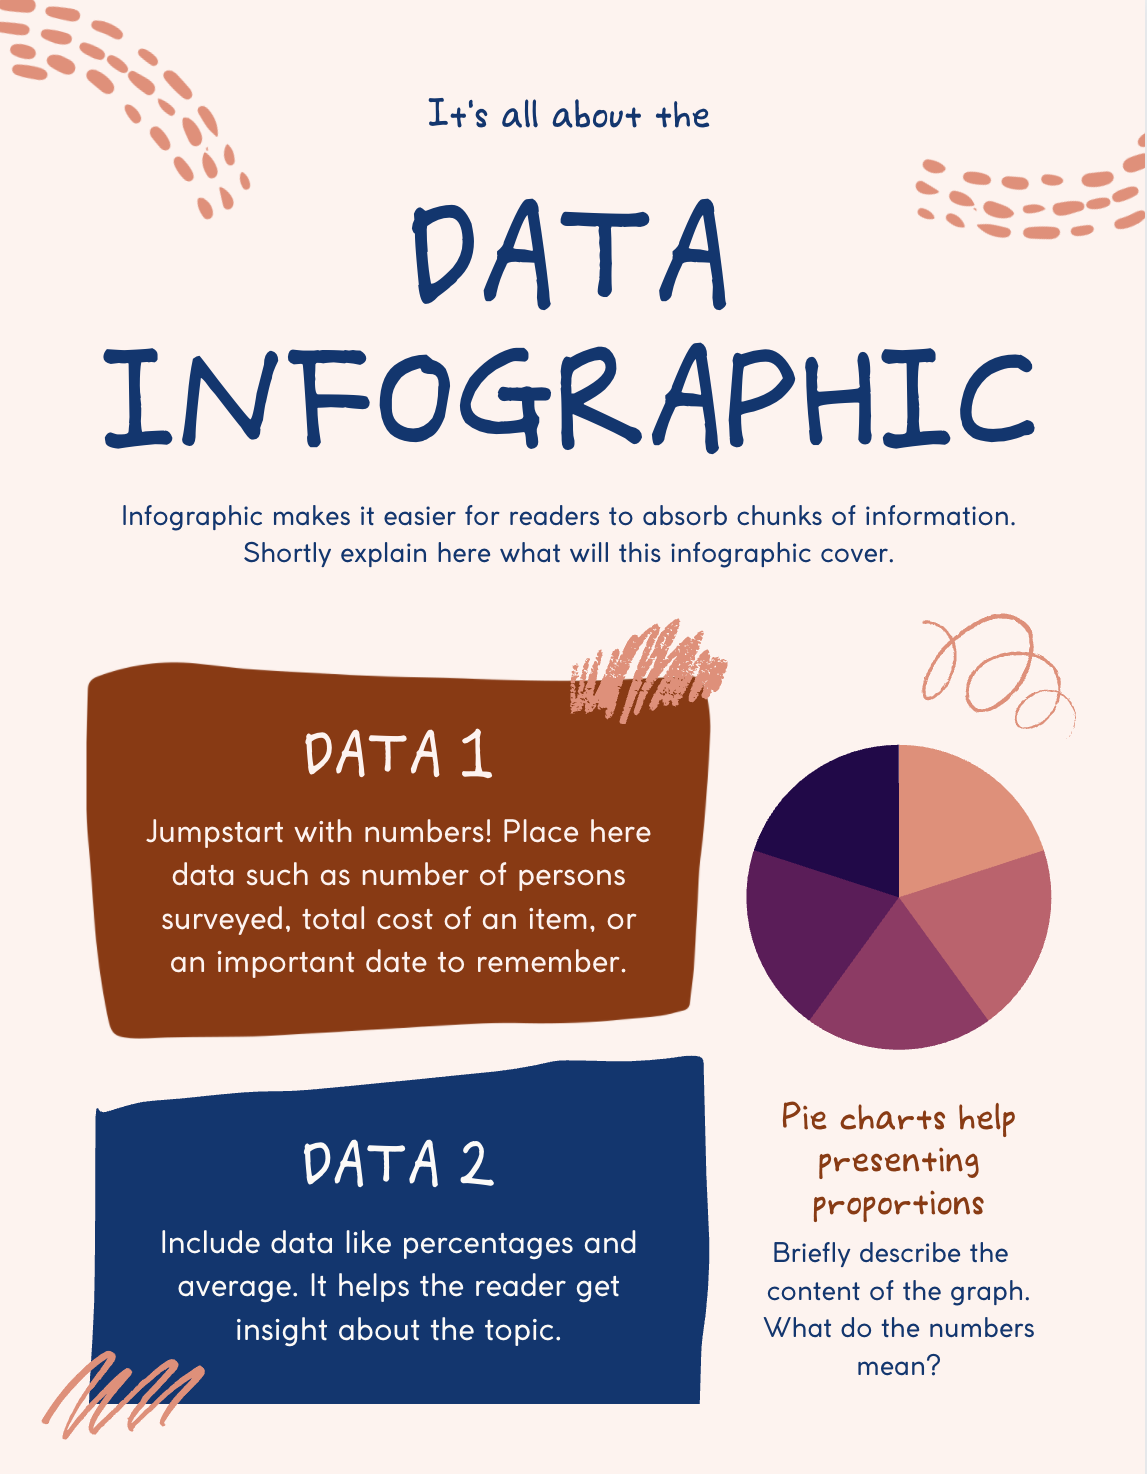 It's all about the
DATA
INFOGRAPHIC
Infographic makes it easier for readers to absorb chunks of information.
Shortly explain here what will this infographic cover.
DATA 1
Jumpstart with numbers! Place here
data such as number of persons
surveyed, total cost of an item, or
an important date to remember.
DATA 2
Include data like percentages and
average. It helps the reader get
insight about the topic.
Pie charts help
presenting
proportions
Briefly describe the
content of the graph.
What do the numbers
mean?